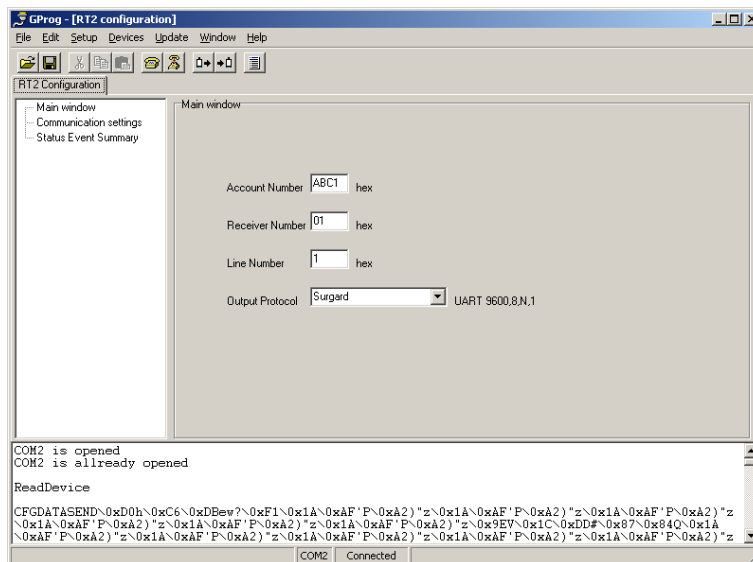 GProg - [RT2 configuration]
File Edit Setup Devices Update Window Help
RT2 Configuration
Main window
Communication settings
Status Event Summary
Main window
Account Number ABC1 hex
Receiver Number 01 hex
Line Number 1 hex
Output Protocol Surgard UART 9600,8,N,1
COM2 is opened
COM2 is allready opened
ReadDevice
CFGDATASEND\0xD0h\0xC6\0xDBew?\0xF1\0x1A\0xAF'P\0xA2)"z\0x1A\0xAF'P\0xA2)"z\0x1A\0xAF'P\0xA2)"z
\0x1A\0xAF'P\0xA2)"z\0x1A\0xAF'P\0xA2)"z\0x1A\0xAF'P\0xA2)"z\0x9EV\0x1C\0xDD#\0x87\0x84Q\0x1A
\0xAF'P\0xA2)"z\0x1A\0xAF'P\0xA2)"z\0x1A\0xAF'P\0xA2)"z\0x1A\0xAF'P\0xA2)"z\0x1A\0xAF'P\0xA2)"z
COM2 Connected